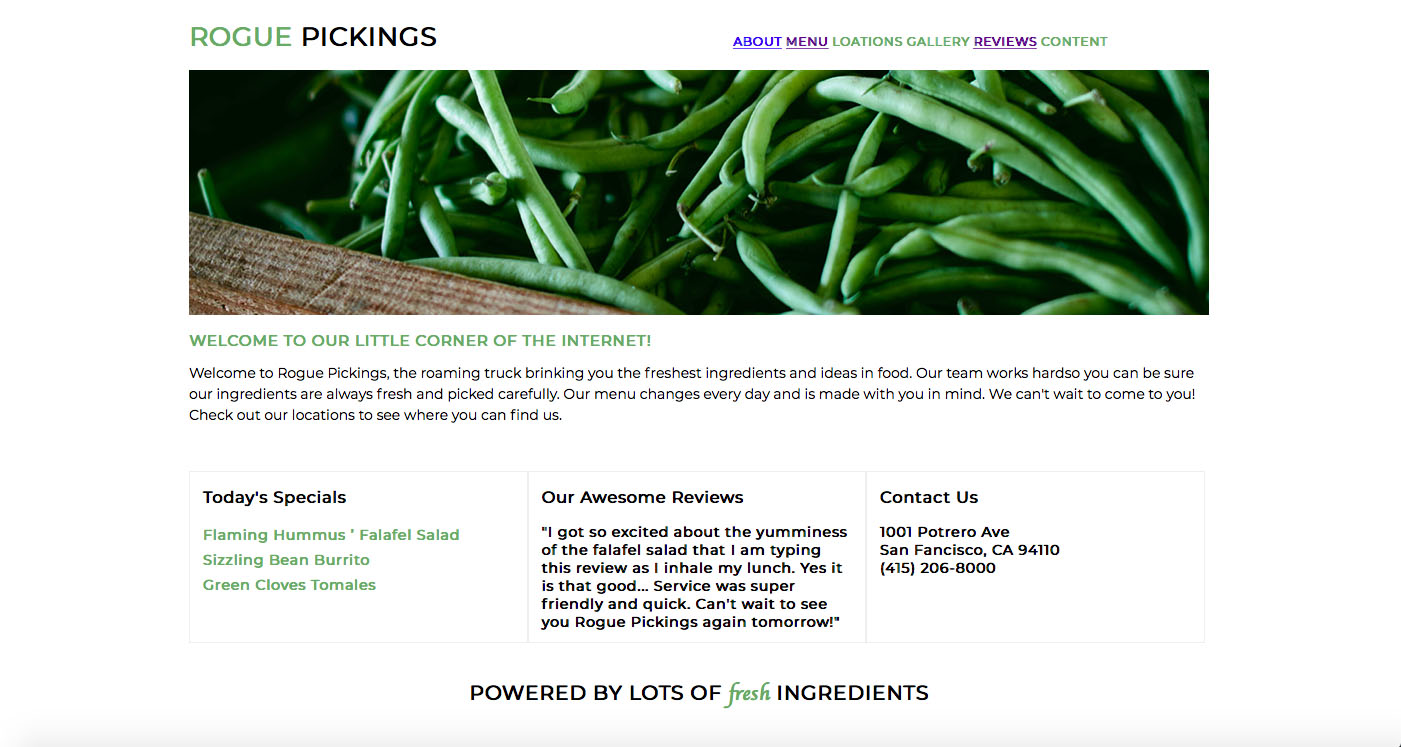 ROGUE PICKINGS
ABOUT MENU LOATIONS GALLERY REVIEWS CONTENT
WELCOME TO OUR LITTLE CORNER OF THE INTERNET!
Welcome to Rogue Pickings, the roaming truck brinking you the freshest ingredients and ideas in food. Our team works hardso you can be sure
our ingredients are always fresh and picked carefully. Our menu changes every day and is made with you in mind. We can't wait to come to you!
Check out our locations to see where you can find us.
Today's Specials
Flaming Hummus ' Falafel Salad
Sizzling Bean Burrito
Green Cloves Tomales
Our Awesome Reviews
"I got so excited about the yumminess
of the falafel salad that I am typing
this review as I inhale my lunch. Yes it
is that good... Service was super
friendly and quick. Can't wait to see
you Rogue Pickings again tomorrow!"
Contact Us
1001 Potrero Ave
San Fancisco, CA 94110
(415) 206-8000
POWERED BY LOTS OF fresh INGREDIENTS